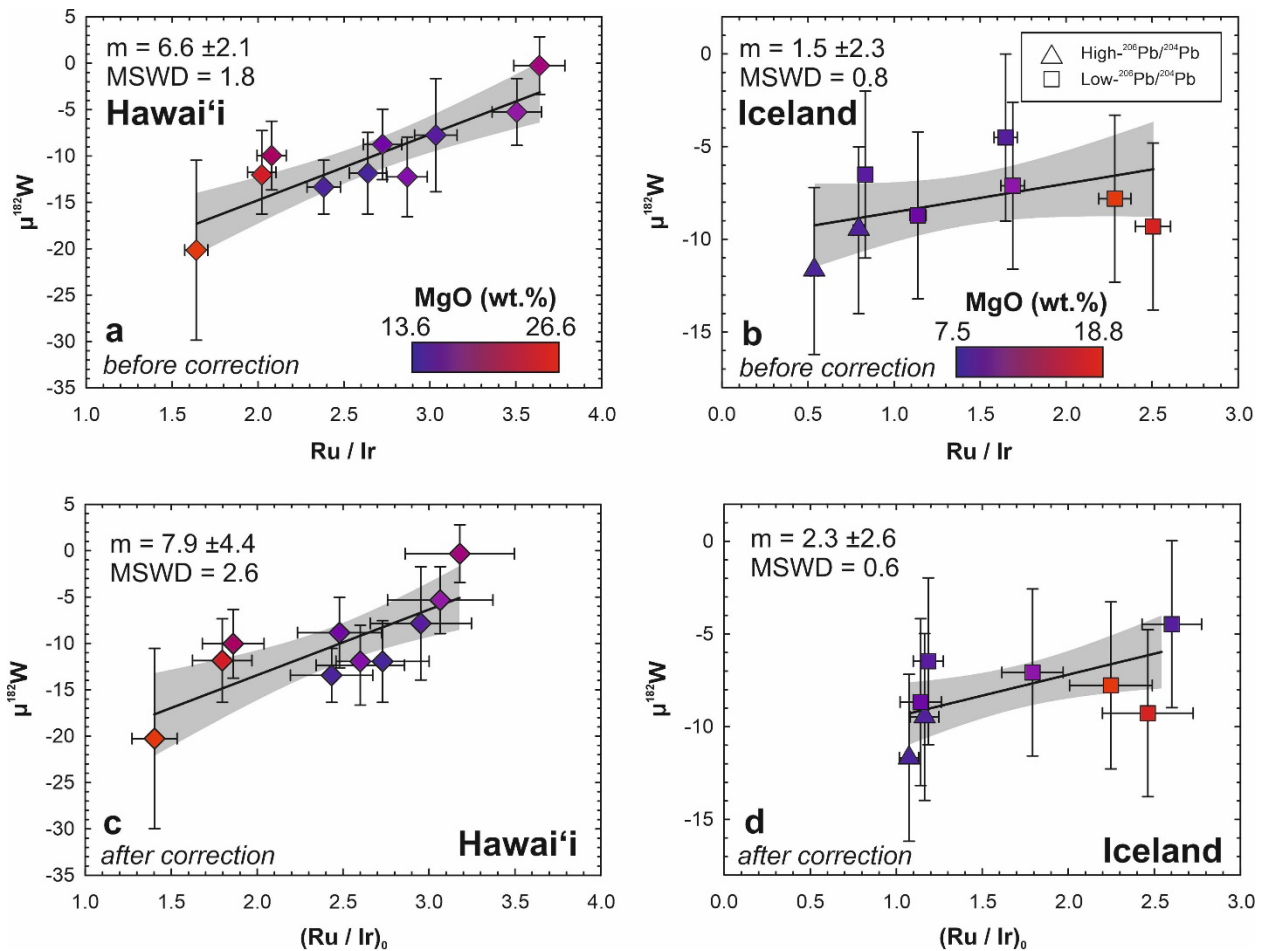 m = 6.6 ±2.1
MSWD = 1.8
Hawai‘i
5
0
-5
-10
-15
-20
-25
-30
-35
μ¹⁸²W
MgO (wt.%)
13.6 26.6
a
before correction
1.0 1.5 2.0 2.5 3.0 3.5 4.0
Ru / Ir
m = 1.5 ±2.3
MSWD = 0.8
Iceland
High-²⁰⁶Pb/²⁰⁴Pb
Low-²⁰⁶Pb/²⁰⁴Pb
0
-5
-10
-15
μ¹⁸²W
MgO (wt.%)
7.5 18.8
b
before correction
0.0 0.5 1.0 1.5 2.0 2.5 3.0
Ru / Ir
m = 7.9 ±4.4
MSWD = 2.6
5
0
-5
-10
-15
-20
-25
-30
-35
μ¹⁸²W
c
after correction
Hawai‘i
1.0 1.5 2.0 2.5 3.0 3.5 4.0
(Ru / Ir)₀
m = 2.3 ±2.6
MSWD = 0.6
0
-5
-10
-15
μ¹⁸²W
d
after correction
Iceland
0.0 0.5 1.0 1.5 2.0 2.5 3.0
(Ru / Ir)₀